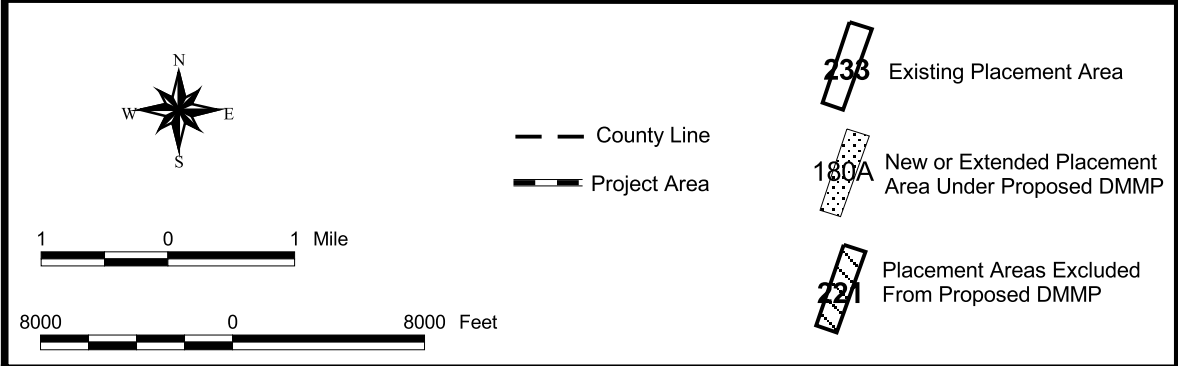 N
W E
S
1 0 1 Mile
8000 0 8000 Feet
County Line
Project Area
233 Existing Placement Area
180A New or Extended Placement
Area Under Proposed DMMP
221 Placement Areas Excluded
From Proposed DMMP